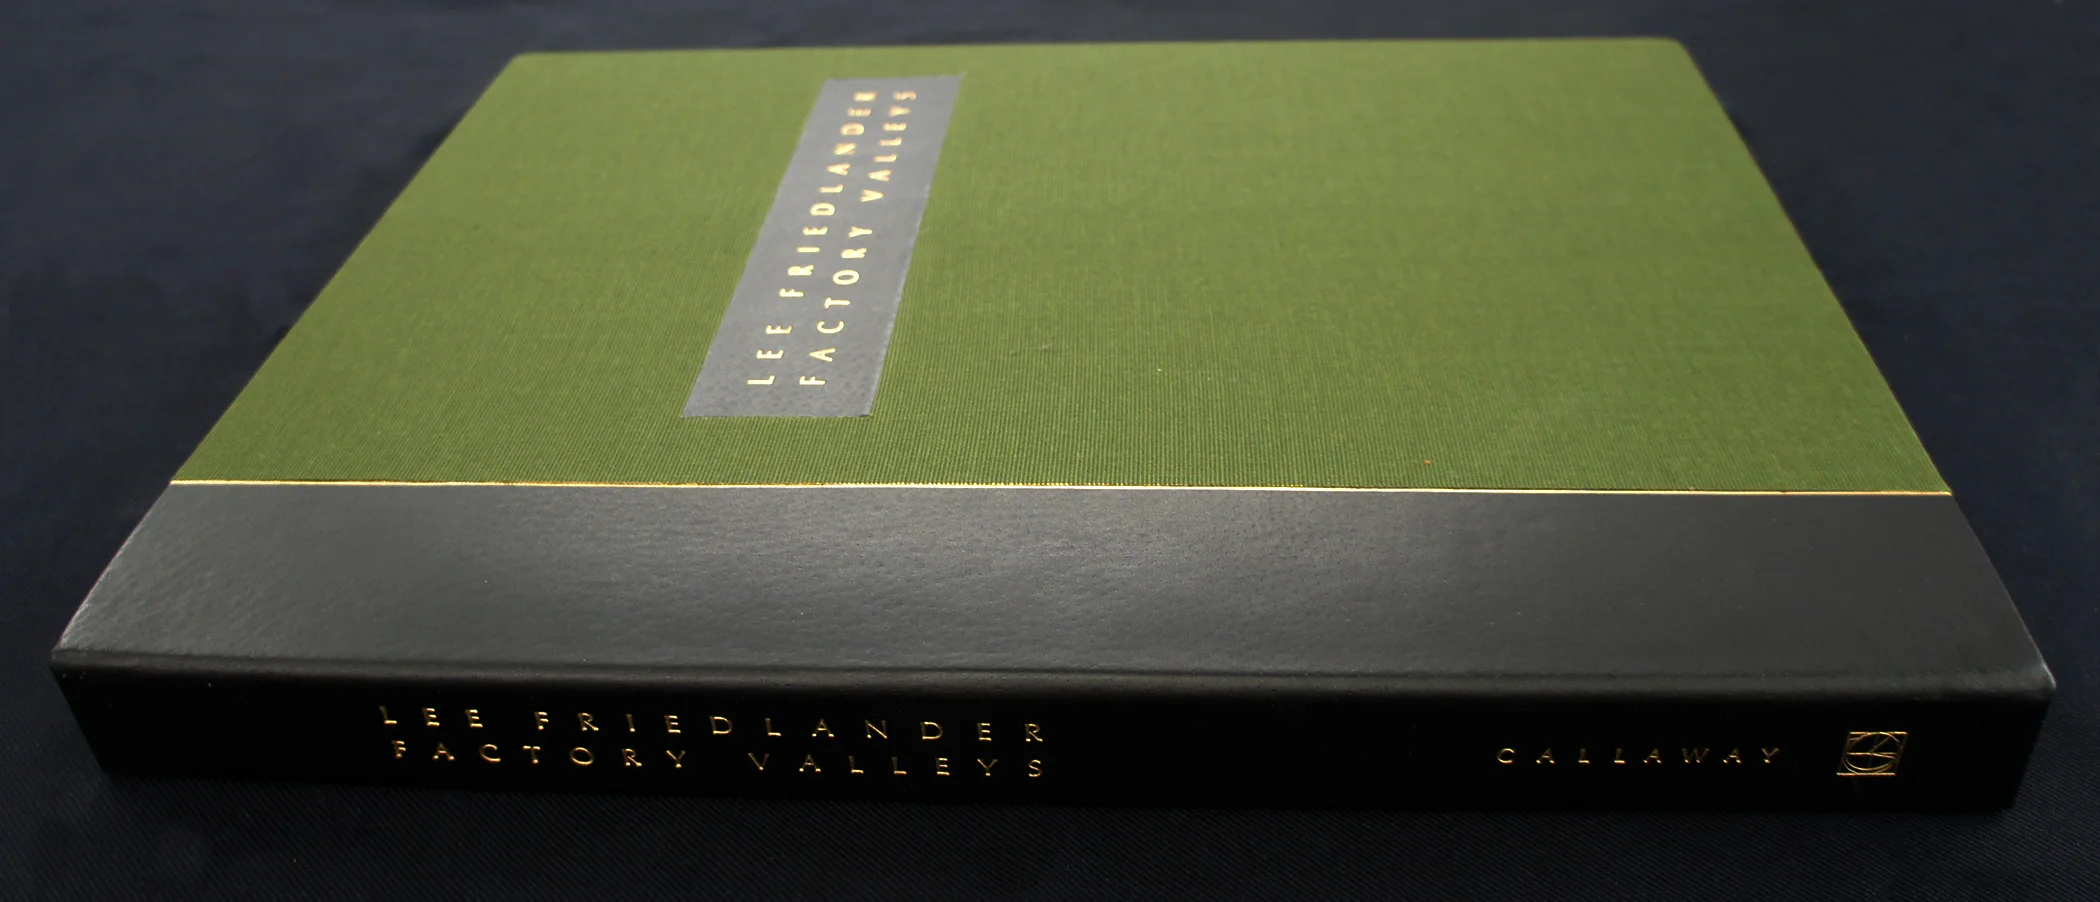 LEE FRIEDLANDER
FACTORY VALLEYS
LEE FRIEDLANDER
FACTORY VALLEYS
CALLAWAY